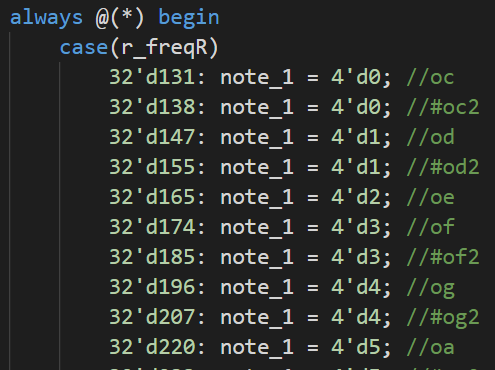 always @(*) begin
case(r_freqR)
32'd131: note_1 = 4'd0; //oc
32'd138: note_1 = 4'd0; //#oc2
32'd147: note_1 = 4'd1; //od
32'd155: note_1 = 4'd1; //#od2
32'd165: note_1 = 4'd2; //oe
32'd174: note_1 = 4'd3; //of
32'd185: note_1 = 4'd3; //#of2
32'd196: note_1 = 4'd4; //og
32'd207: note_1 = 4'd4; //#og2
32'd220: note_1 = 4'd5; //oa